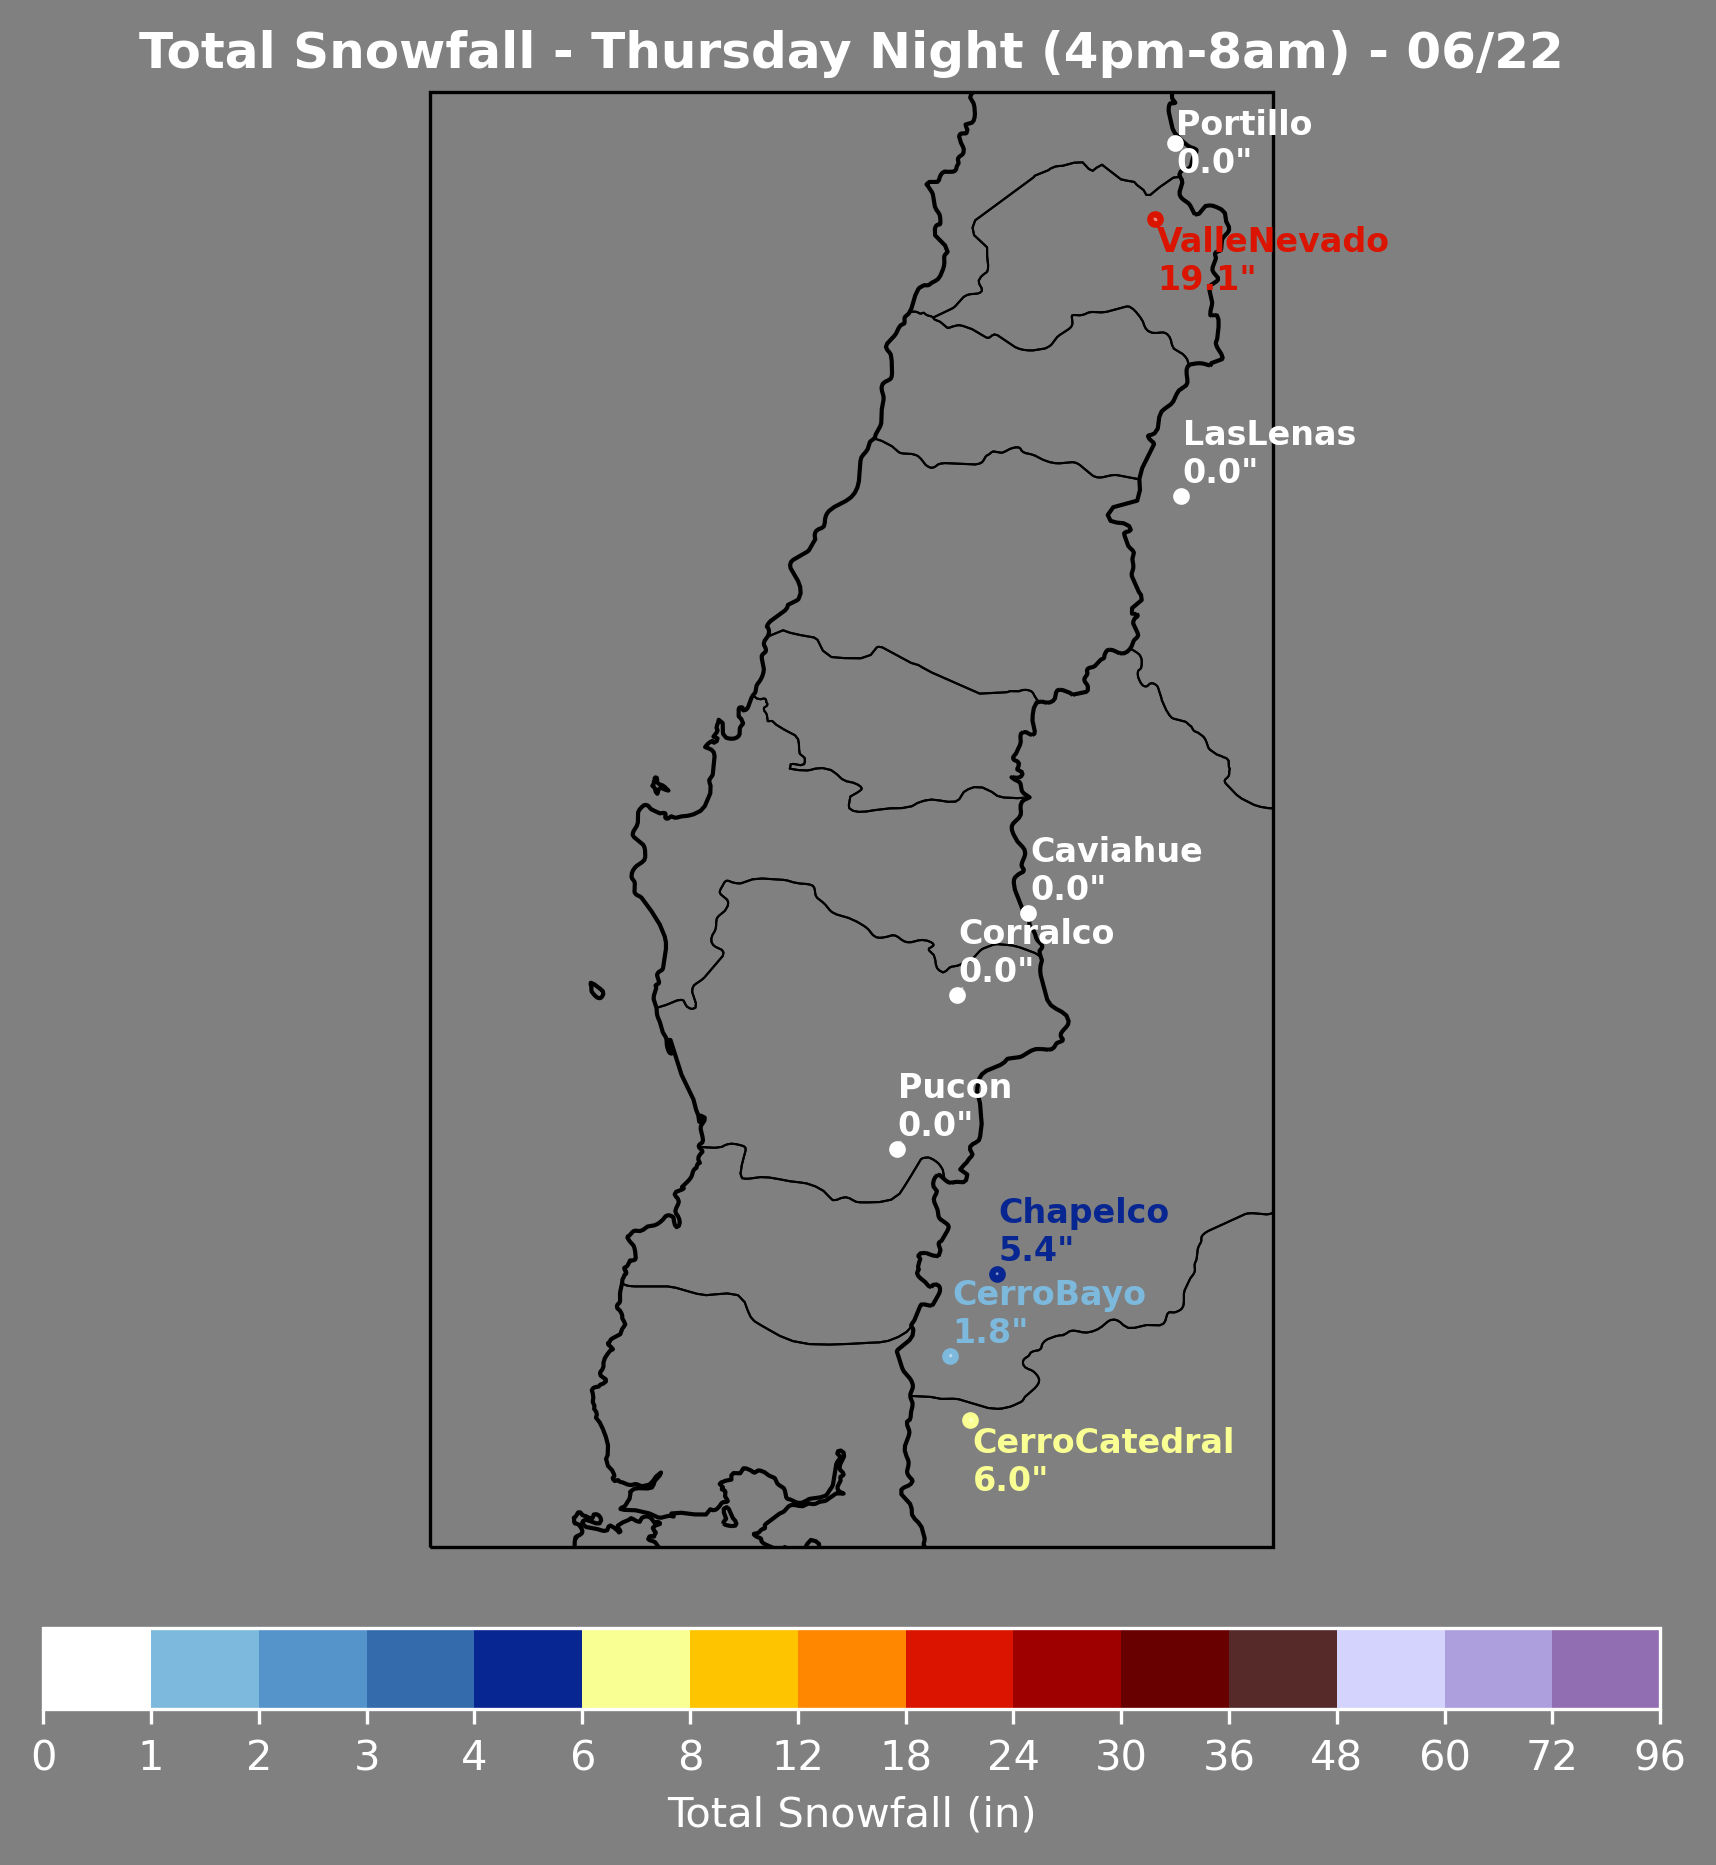 Total Snowfall - Thursday Night (4pm-8am) - 06/22
Portillo
0.0"
ValleNevado
19.1"
LasLenas
0.0"
Caviahue
0.0"
Corralco
0.0"
Pucon
0.0"
Chapelco
5.4"
CerroBayo
1.8"
CerroCatedral
6.0"
0 1 2 3 4 6 8 12 18 24 30 36 48 60 72 96
Total Snowfall (in)